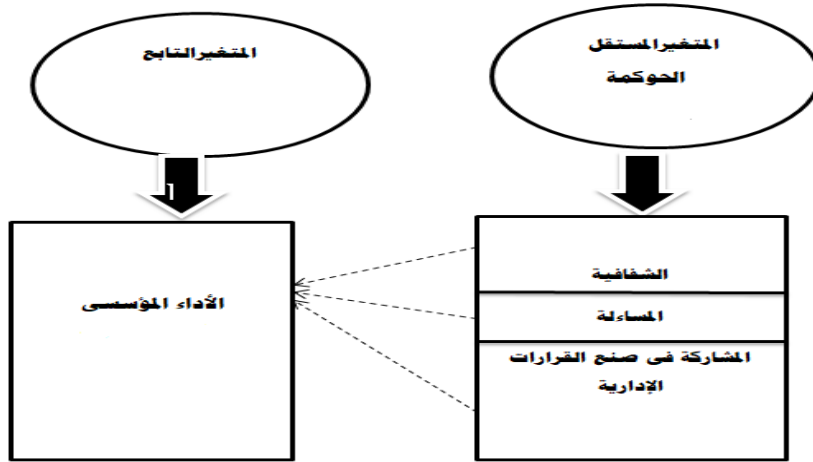 المتغيرالمستقل
الحوكمة
المتغيرالتابع
الشفافية
المساءلة
المشاركة فى صنع القرارات
الإدارية
الأداء المؤسسى